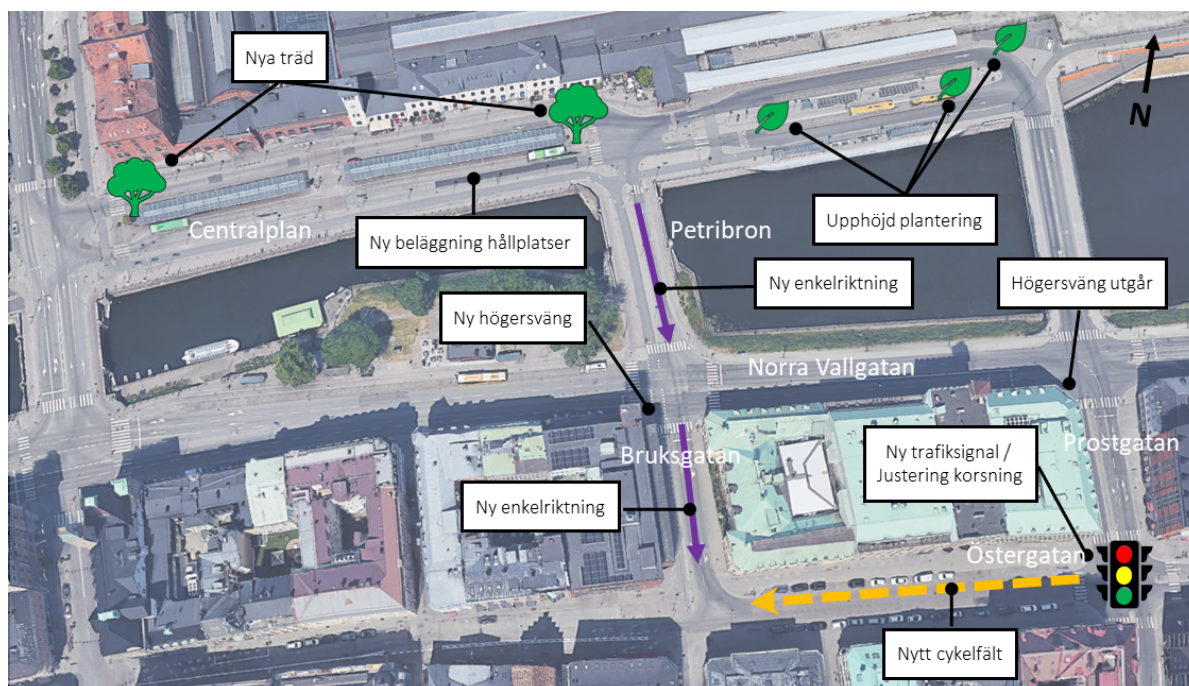 Nya träd
N
Centralplan
Ny beläggning hållplatser
Petribron
Upphöjd plantering
Ny enkelriktning
Högersväng utgår
Ny högersväng
Norra Vallgatan
Bruksgatan
Prostgatan
Ny trafiksignal /
Justering korsning
Ny enkelriktning
Östergatan
Nytt cykelfält